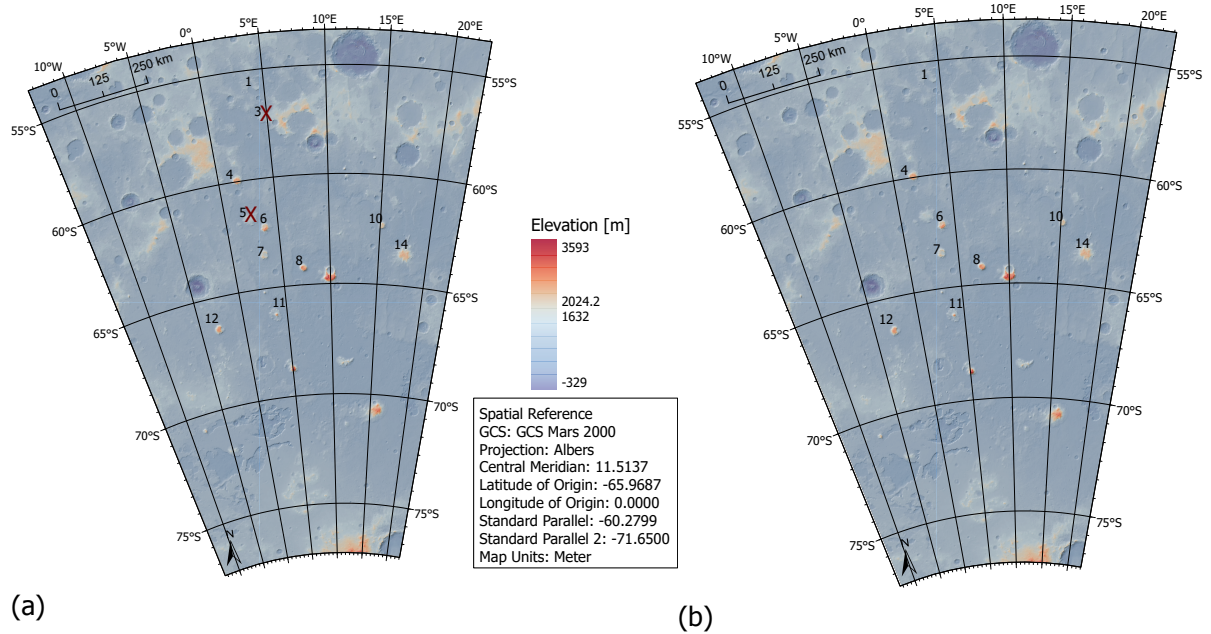 0° 5°E 10°E 15°E 20°E
5°W
10°W
0 125 250 km
55°S
60°S
65°S
70°S
75°S
55°S
60°S
65°S
70°S
75°S
1
3 X
4
5 X
6
7
8
10
14
11
12
N
(a)
Elevation [m]
3593
2024.2
1632
-329
Spatial Reference
GCS: GCS Mars 2000
Projection: Albers
Central Meridian: 11.5137
Latitude of Origin: -65.9687
Longitude of Origin: 0.0000
Standard Parallel: -60.2799
Standard Parallel 2: -71.6500
Map Units: Meter
0° 5°E 10°E 15°E 20°E
5°W
10°W
0 125 250 km
55°S
60°S
65°S
70°S
75°S
55°S
60°S
65°S
70°S
75°S
1
4
6
7
8
10
14
11
12
N
(b)